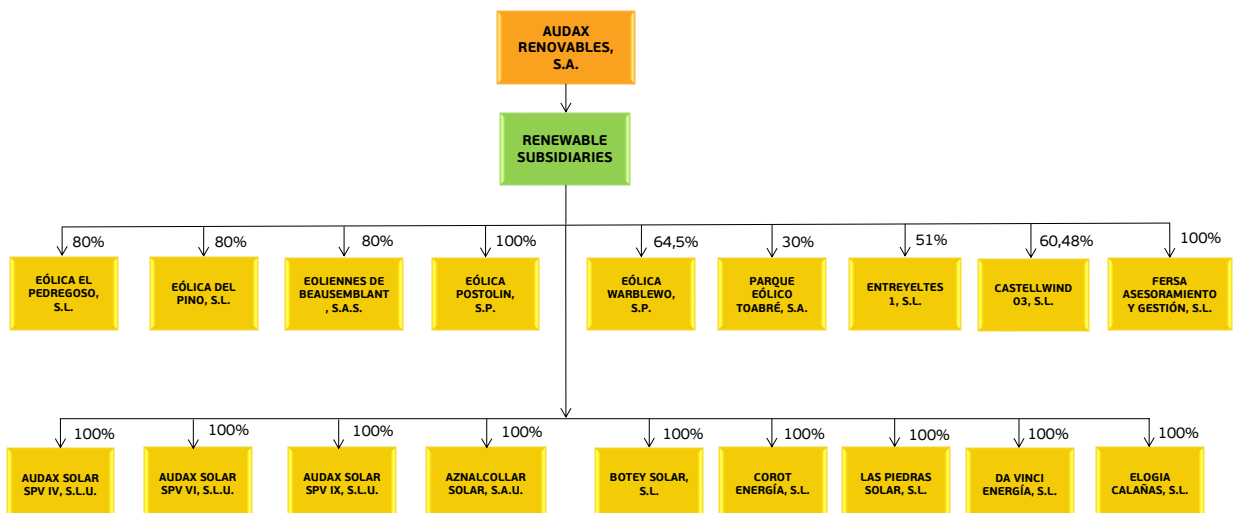 AUDAX
RENOVABLES,
S.A.
RENEWABLE
SUBSIDIARIES
80%
80%
80%
100%
64,5%
30%
51%
60,48%
100%
EÓLICA EL
PEDREGOSO,
S.L.
EÓLICA DEL
PINO, S.L.
EOLIENNES DE
BEAUSEMBLANT
, S.A.S.
EÓLICA
POSTOLIN,
S.P.
EÓLICA
WARBLEWO,
S.P.
PARQUE
EÓLICO
TOABRÉ, S.A.
ENTREYELTES
1, S.L.
CASTELLWIND
03, S.L.
FERSA
ASESORAMIENTO
Y GESTIÓN, S.L.
100%
100%
100%
100%
100%
100%
100%
100%
100%
AUDAX SOLAR
SPV IV, S.L.U.
AUDAX SOLAR
SPV VI, S.L.U.
AUDAX SOLAR
SPV IX, S.L.U.
AZNALCOLLAR
SOLAR, S.A.U.
BOTEY SOLAR,
S.L.
COROT
ENERGÍA, S.L.
LAS PIEDRAS
SOLAR, S.L.
DA VINCI
ENERGÍA, S.L.
ELOGIA
CALAÑAS, S.L.